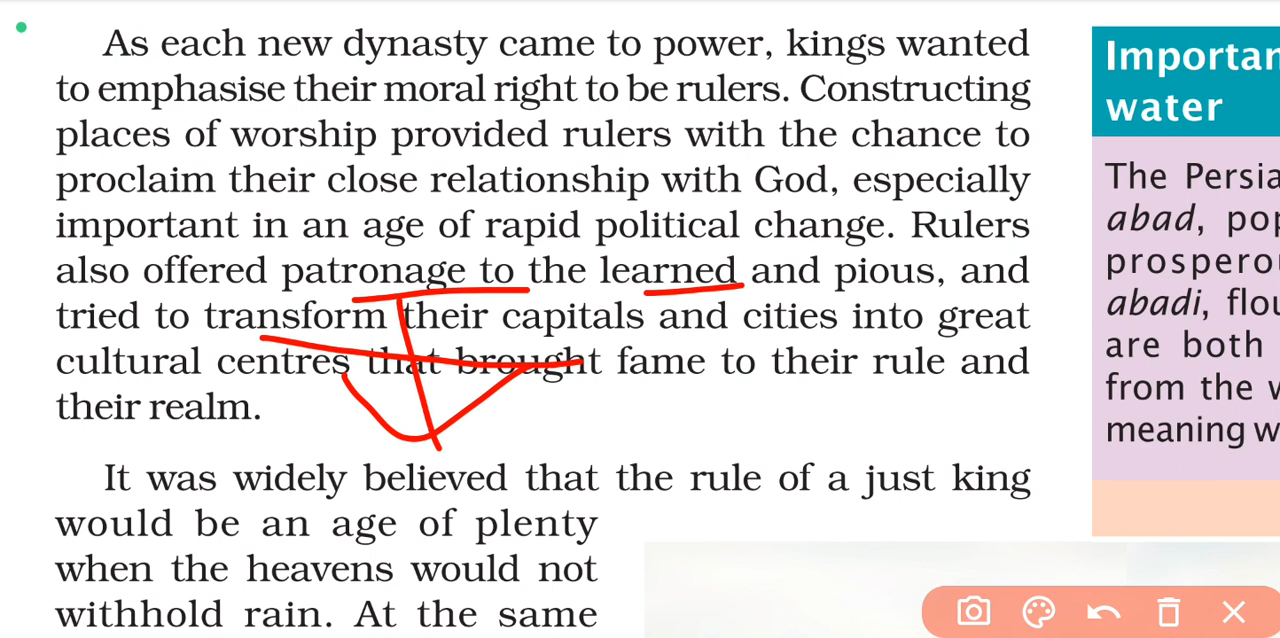 As each new dynasty came to power, kings wanted
to emphasise their moral right to be rulers. Constructing
places of worship provided rulers with the chance to
proclaim their close relationship with God, especially
important in an age of rapid political change. Rulers
also offered patronage to the learned and pious, and
tried to transform their capitals and cities into great
cultural centres that brought fame to their rule and
their realm.
It was widely believed that the rule of a just king
would be an age of plenty
when the heavens would not
withhold rain. At the same
Importan
water
The Persia
abad, pop
prospero
abadi, flou
are both
from the w
meaning w